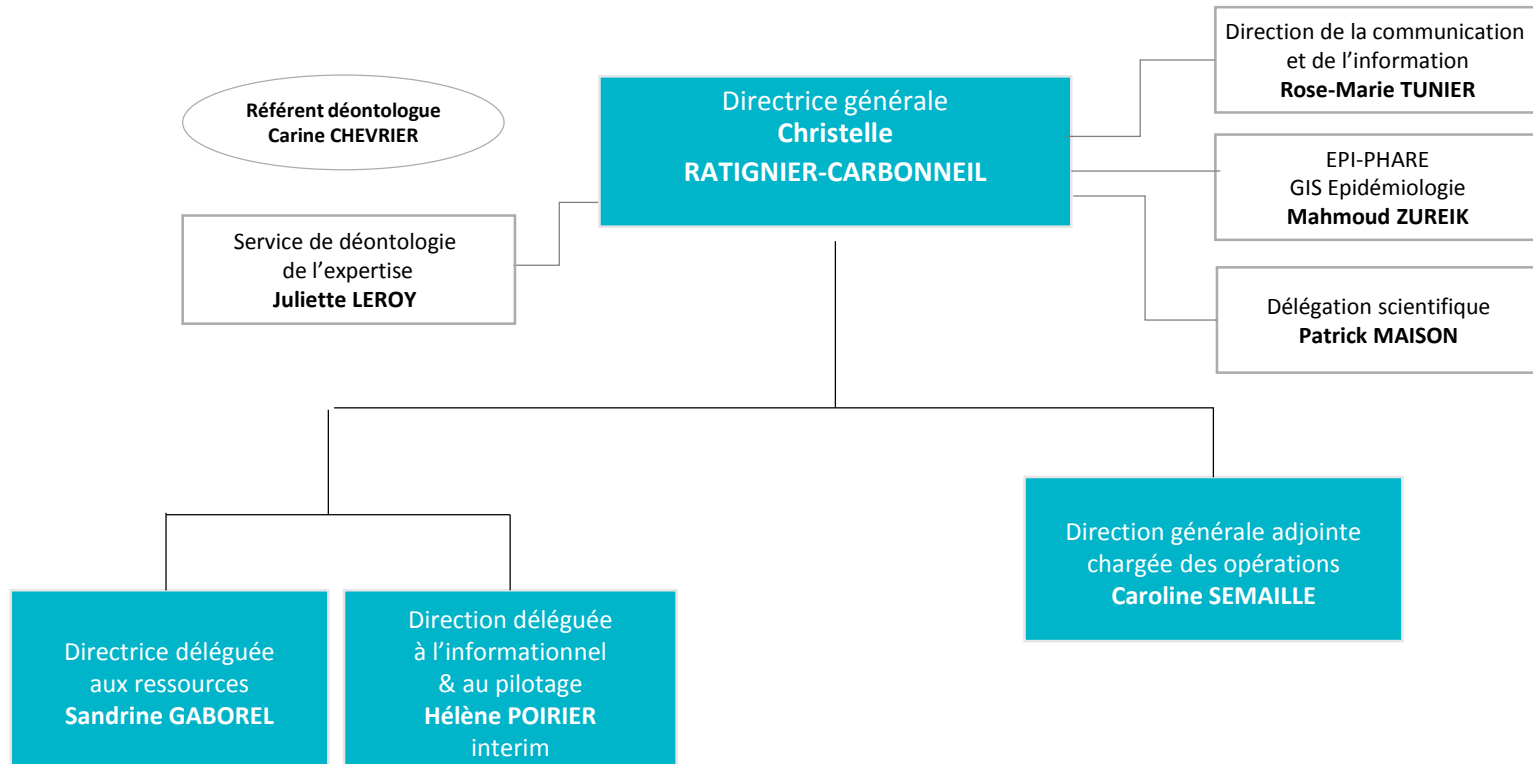 Direction de la communication
et de l’information
Rose-Marie TUNIER
Référent déontologue
Carine CHEVRIER
Directrice générale
Christelle
RATIGNIER-CARBONNEIL
EPI-PHARE
GIS Epidémiologie
Mahmoud ZUREIK
Service de déontologie
de l’expertise
Juliette LEROY
Délégation scientifique
Patrick MAISON
Direction générale adjointe
chargée des opérations
Caroline SEMAILLE
Directrice déléguée
aux ressources
Sandrine GABOREL
Direction déléguée
à l’informationnel
& au pilotage
Hélène POIRIER
interim